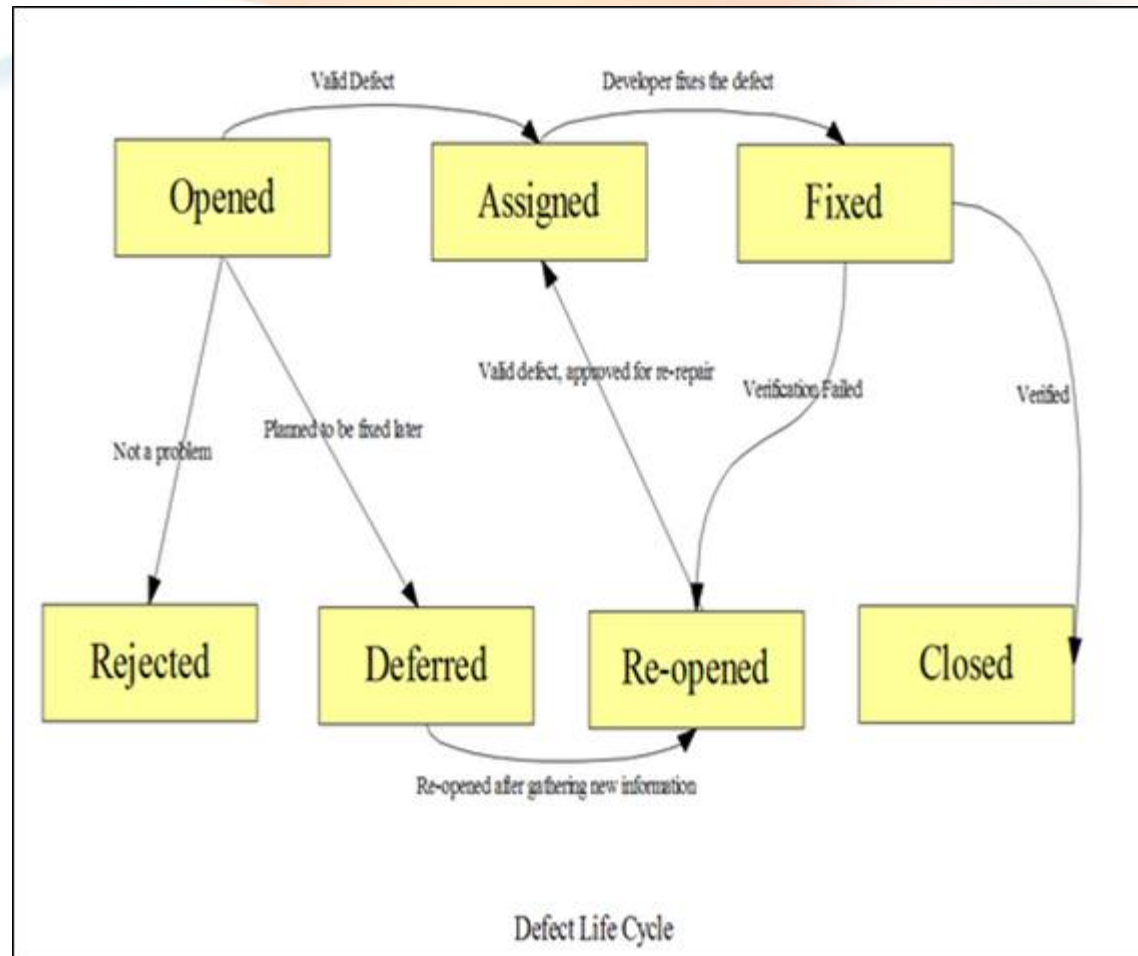 Valid Defect
Developer fixes the defect
Opened
Assigned
Fixed
Valid defect, approved for re-repair
Verification Failed
Verified
Planned to be fixed later
Not a problem
Rejected
Deferred
Re-opened
Closed
Re-opened after gathering new information
Defect Life Cycle